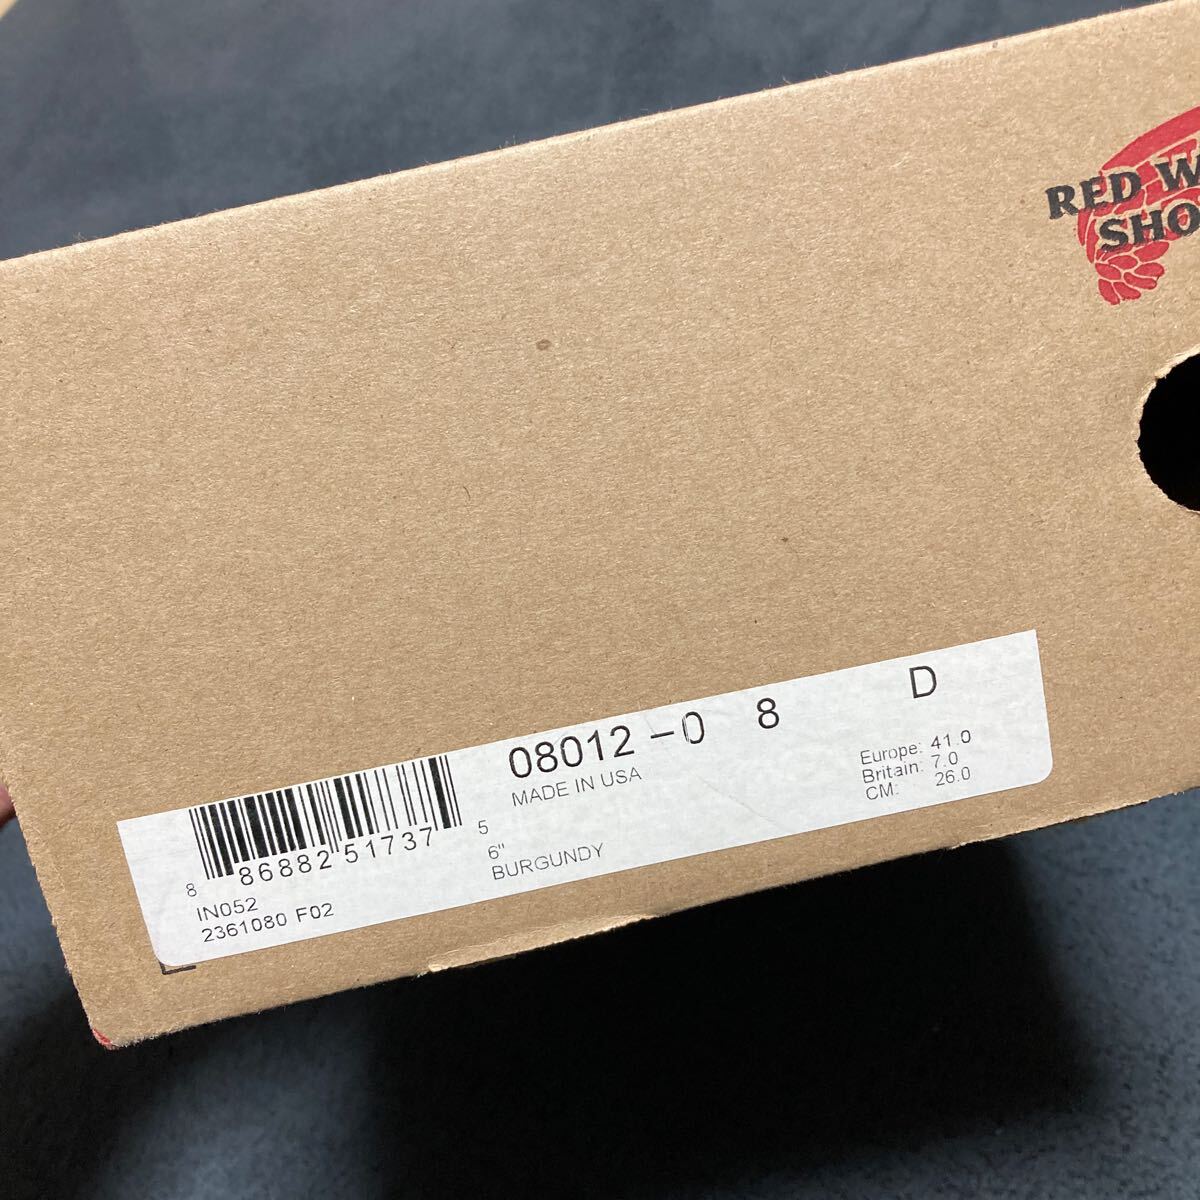 RED W
SHO
08012 – 0 8 D
MADE IN USA
Europe: 41.0
Britain: 7.0
CM: 26.0
8 86882 51737 5
6"
BURGUNDY
IN052
2361080 F02